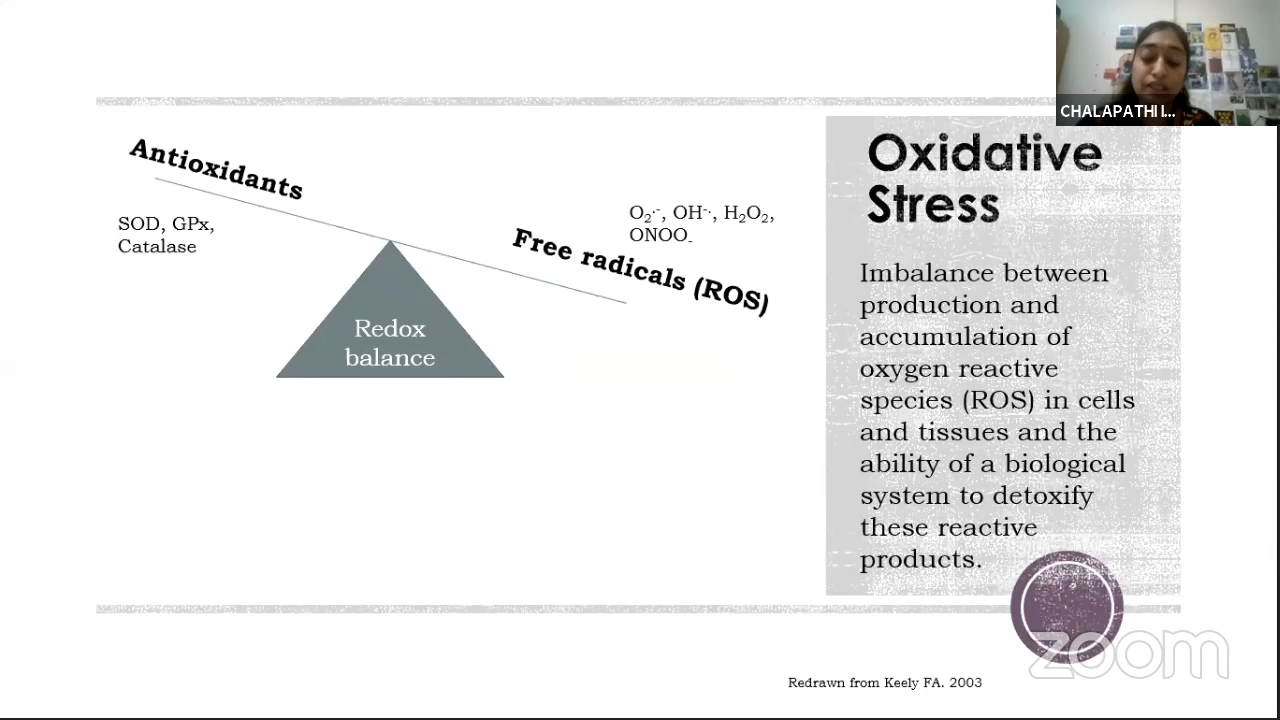 CHALAPATHI I...
Oxidative
Stress
Antioxidants
SOD, GPx,
Catalase
O₂·⁻, OH⁻·, H₂O₂,
ONOO₋
Free radicals (ROS)
Redox
balance
Imbalance between
production and
accumulation of
oxygen reactive
species (ROS) in cells
and tissues and the
ability of a biological
system to detoxify
these reactive
products.
zoom
Redrawn from Keely FA. 2003